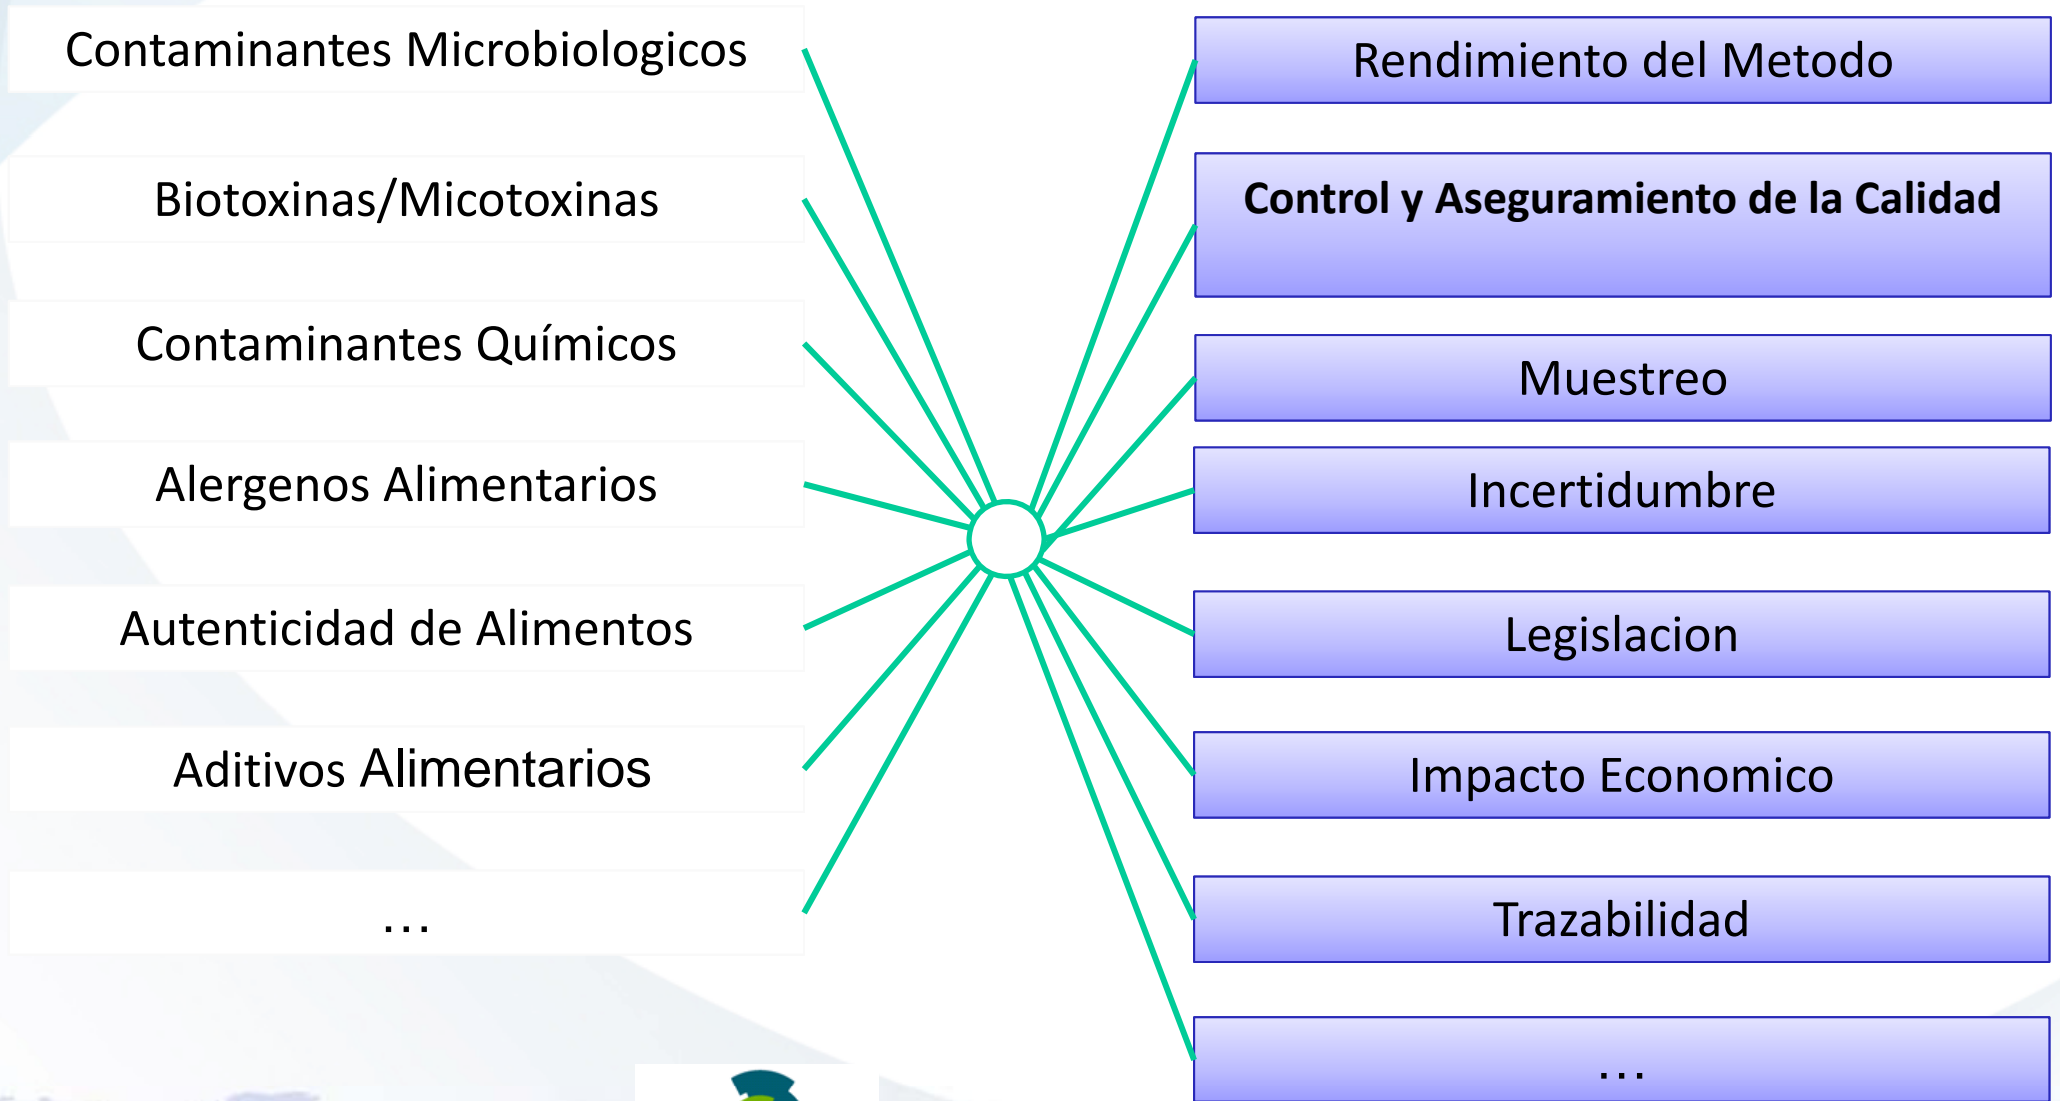 Contaminantes Microbiologicos
Biotoxinas/Micotoxinas
Contaminantes Químicos
Alergenos Alimentarios
Autenticidad de Alimentos
Aditivos Alimentarios
…
Rendimiento del Metodo
Control y Aseguramiento de la Calidad
Muestreo
Incertidumbre
Legislacion
Impacto Economico
Trazabilidad
…